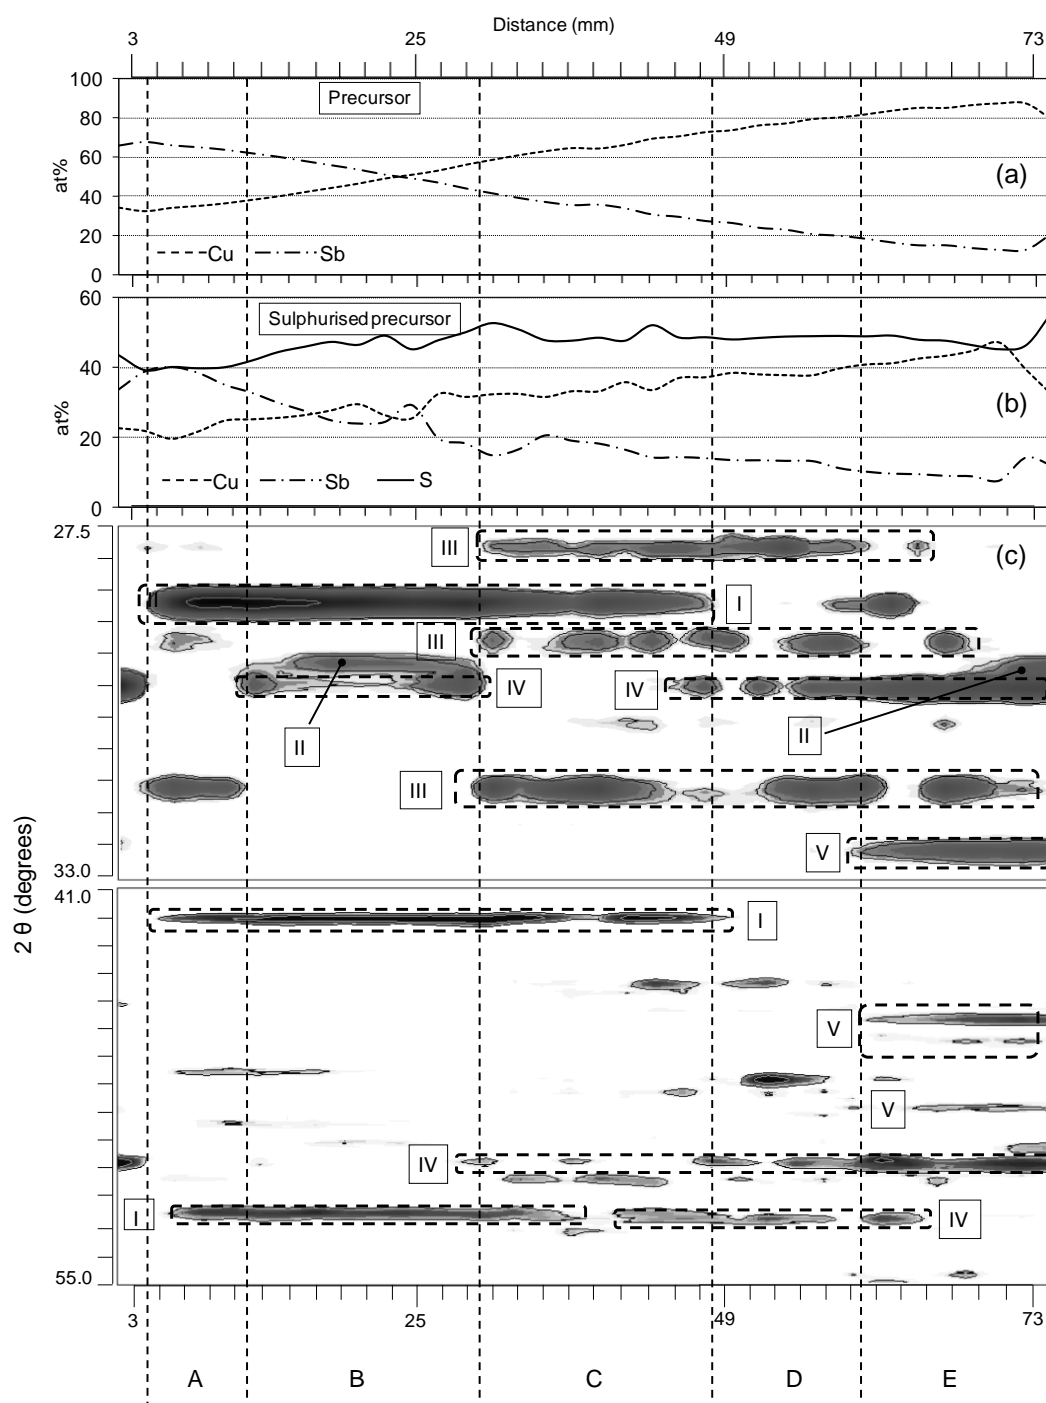 Distance (mm)
3 25 49 73
100
80
60
40
20
0
at%
Precursor
(a)
Cu Sb
60
40
20
0
at%
Sulphurised precursor
(b)
Cu Sb S
27.5
(c)
III
I
III
IV IV
II II
III
V
33.0
2 θ (degrees)
41.0
I
V
V
IV
I IV
55.0
3 25 49 73
A B C D E